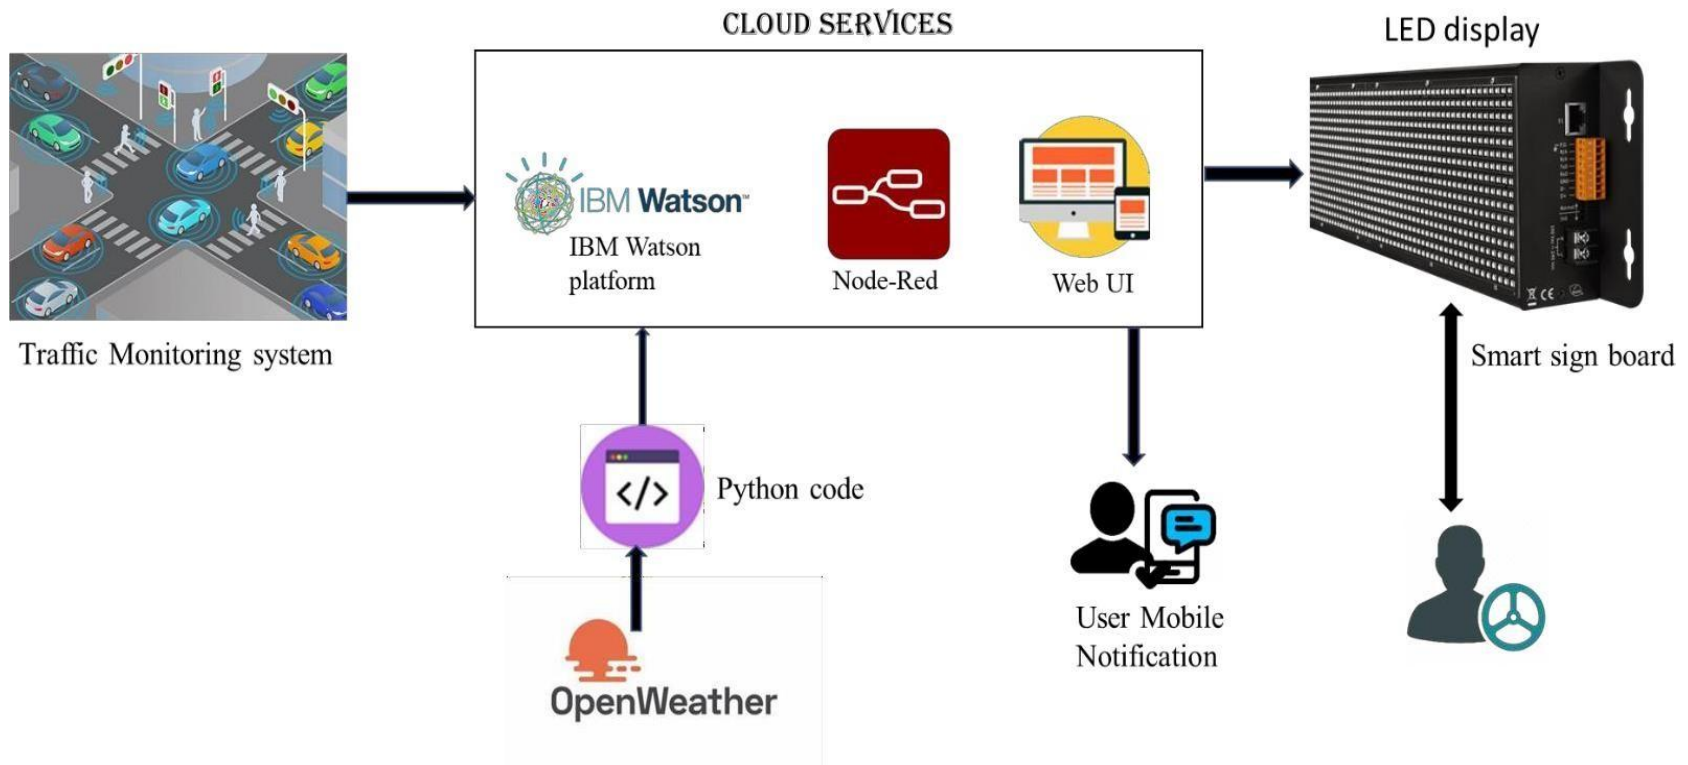 CLOUD SERVICES
LED display
IBM Watson™
IBM Watson
platform
Node-Red
Web UI
Traffic Monitoring system
Smart sign board
</>
Python code
User Mobile
Notification
OpenWeather